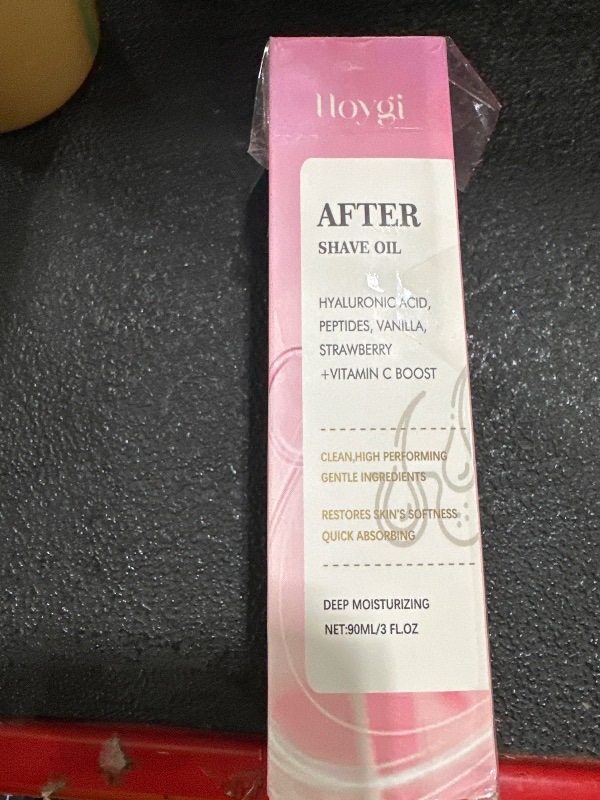 Hoygi
AFTER
SHAVE OIL
HYALURONIC ACID,
PEPTIDES, VANILLA,
STRAWBERRY
+VITAMIN C BOOST
CLEAN,HIGH PERFORMING
GENTLE INGREDIENTS
RESTORES SKIN'S SOFTNESS
QUICK ABSORBING
DEEP MOISTURIZING
NET:90ML/3 FL.OZ